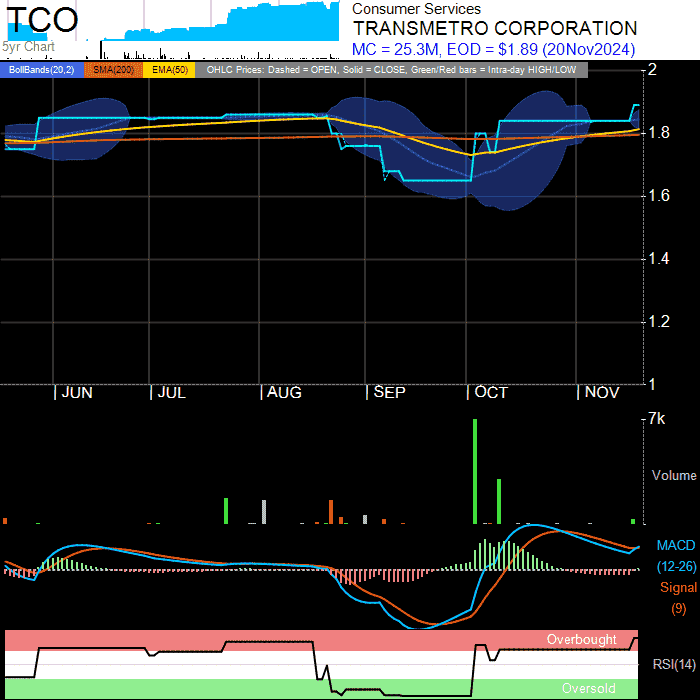 TCO
5yr Chart
Consumer Services
TRANSMETRO CORPORATION
MC = 25.3M, EOD = $1.89 (20Nov2024)
BollBands(20,2) SMA(200) EMA(50) OHLC Prices: Dashed = OPEN, Solid = CLOSE, Green/Red bars = Intra-day HIGH/LOW
2
1.8
1.6
1.4
1.2
1
JUN JUL AUG SEP OCT NOV
7k
Volume
MACD
(12-26)
Signal
(9)
Overbought
RSI(14)
Oversold